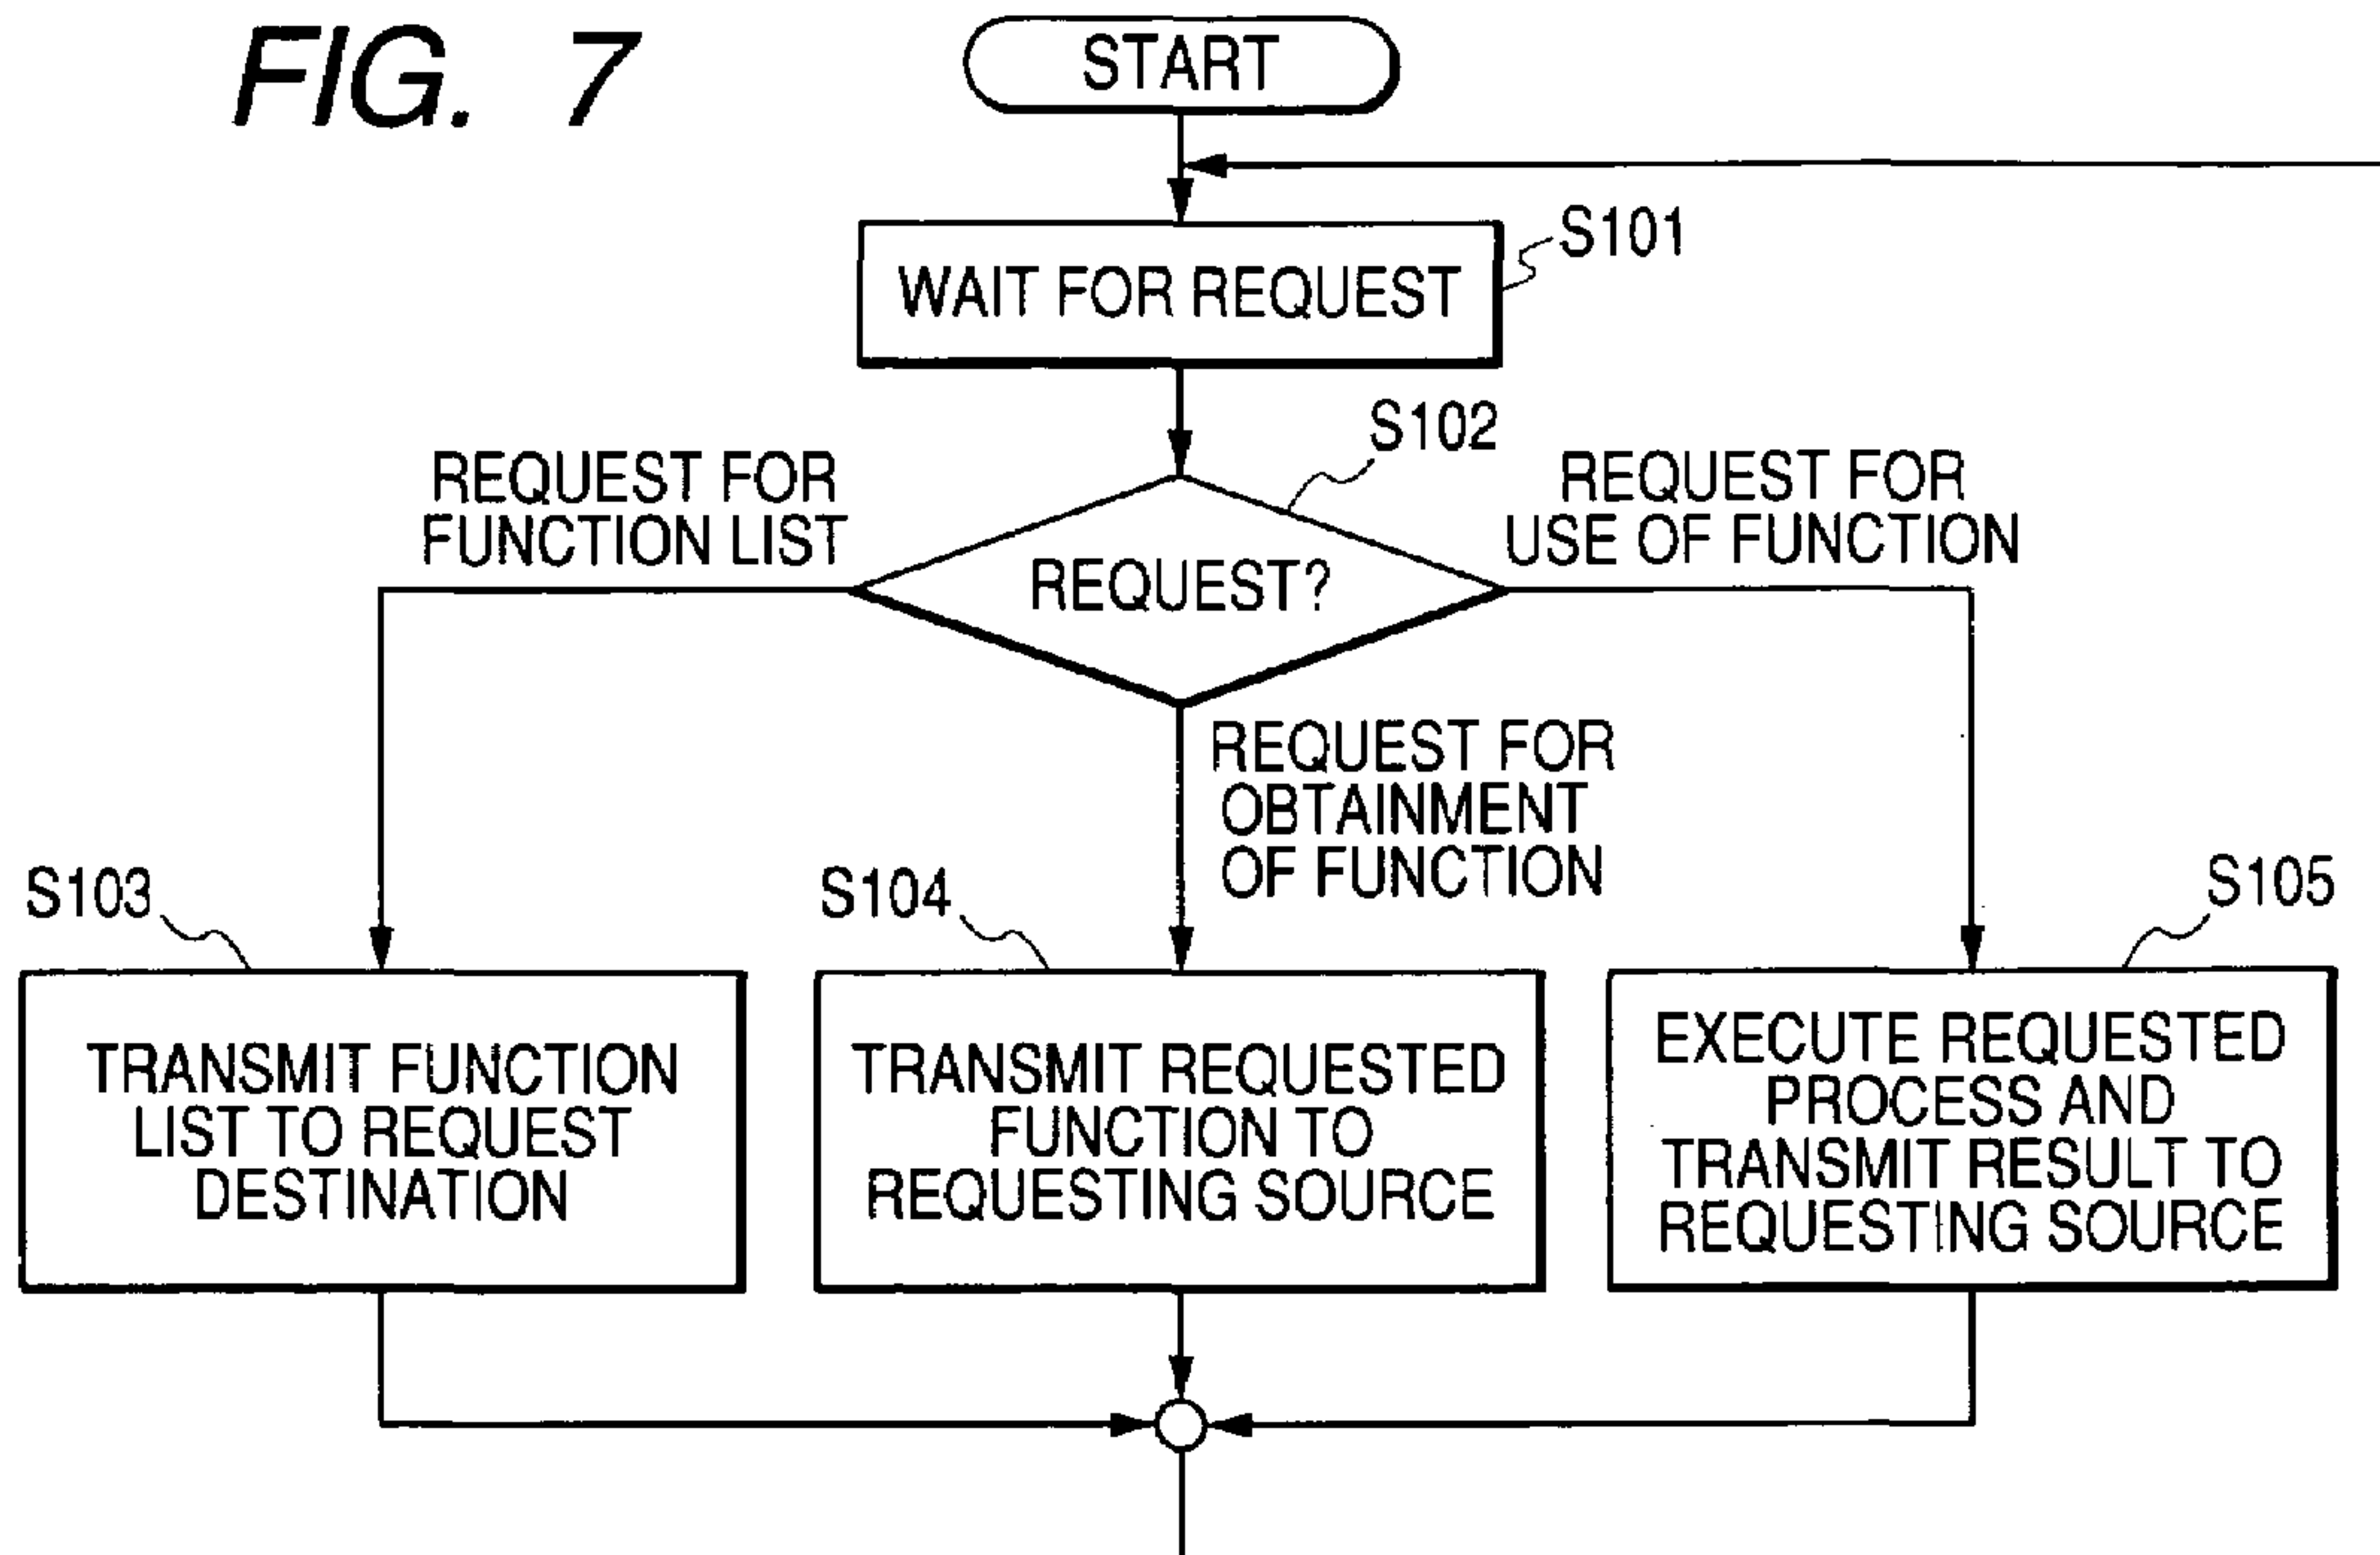 FIG. 7
START
WAIT FOR REQUEST
S101
S102
REQUEST FOR
FUNCTION LIST
REQUEST?
REQUEST FOR
USE OF FUNCTION
REQUEST FOR
OBTAINMENT
OF FUNCTION
S103
TRANSMIT FUNCTION
LIST TO REQUEST
DESTINATION
S104
TRANSMIT REQUESTED
FUNCTION TO
REQUESTING SOURCE
S105
EXECUTE REQUESTED
PROCESS AND
TRANSMIT RESULT TO
REQUESTING SOURCE